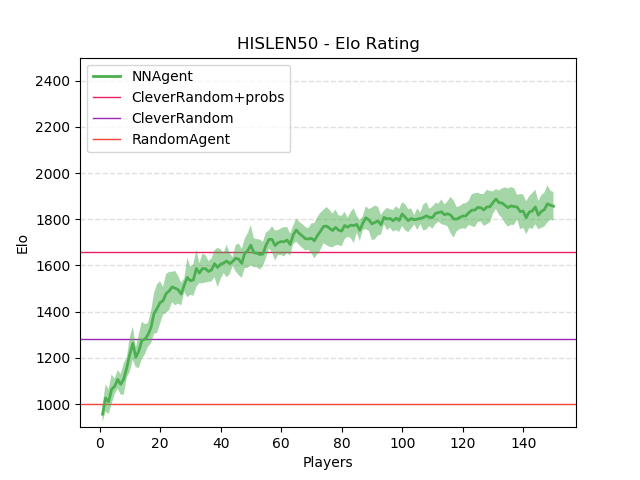 HISLEN50 - Elo Rating
NNAgent
CleverRandom+probs
CleverRandom
RandomAgent
2400
2200
2000
1800
1600
1400
1200
1000
Elo
0 20 40 60 80 100 120 140
Players